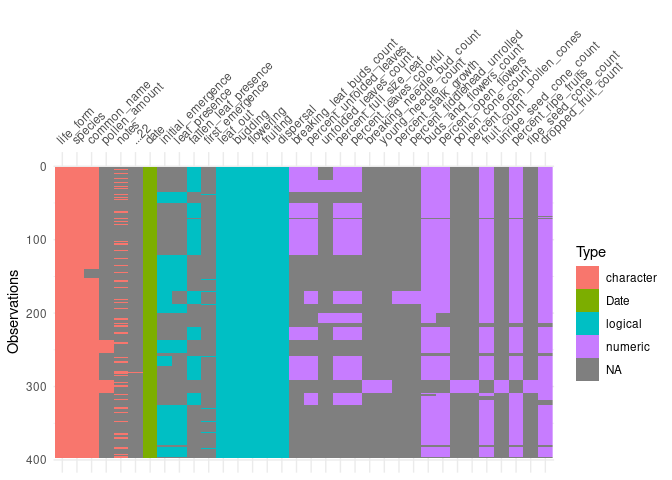 life_form
species
common_name
pollen_amount
notes
...22
date
initial_emergence
leaf_presence
fallen_leaf_presence
first_emergence
leaf_out
budding
flowering
fruiting
dispersal
breaking_leaf_buds_count
percent_unfolded_leaves
unfolded_leaves_count
percent_full_size_leaf
percent_leaves_colorful
breaking_needle_bud_count
young_needle_count
percent_stalk_growth
percent_fiddlehead_unrolled
buds_and_flowers_count
percent_open_flowers
pollen_cone_count
percent_open_pollen_cones
fruit_count
unripe_seed_cone_count
percent_ripe_fruits
ripe_seed_cone_count
dropped_fruit_count
Observations
0
100
200
300
400
Type
character
Date
logical
numeric
NA